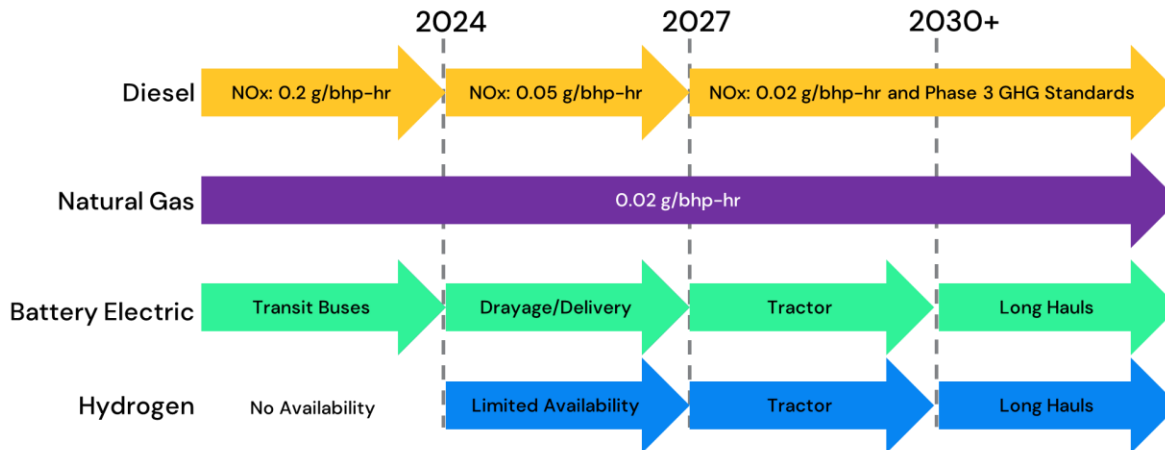 2024 2027 2030+
Diesel NOx: 0.2 g/bhp-hr NOx: 0.05 g/bhp-hr NOx: 0.02 g/bhp-hr and Phase 3 GHG Standards
Natural Gas 0.02 g/bhp-hr
Battery Electric Transit Buses Drayage/Delivery Tractor Long Hauls
Hydrogen No Availability Limited Availability Tractor Long Hauls